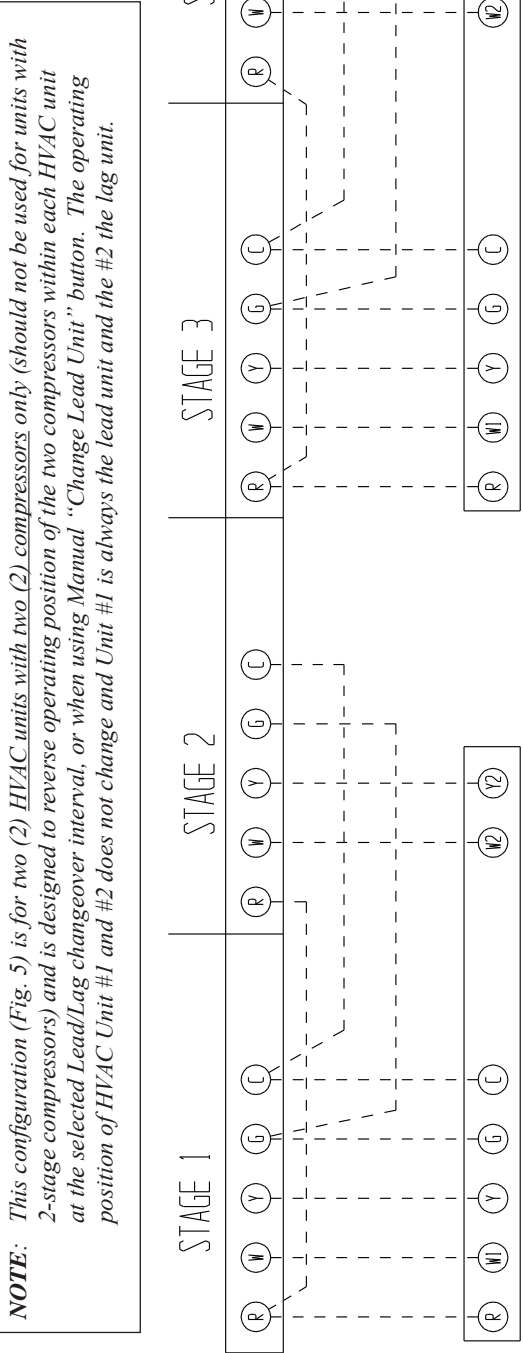 NOTE: This configuration (Fig. 5) is for two (2) HVAC units with two (2) compressors only (should not be used for units with
2-stage compressors) and is designed to reverse operating position of the two compressors within each HVAC unit
at the selected Lead/Lag changeover interval, or when using Manual “Change Lead Unit” button. The operating
position of HVAC Unit #1 and #2 does not change and Unit #1 is always the lead unit and the #2 the lag unit.
STAGE 1 STAGE 2 STAGE 3
R W Y G C R W Y G C R W Y G C R W
R W1 Y G C W2 Y2 R W1 Y G C W2